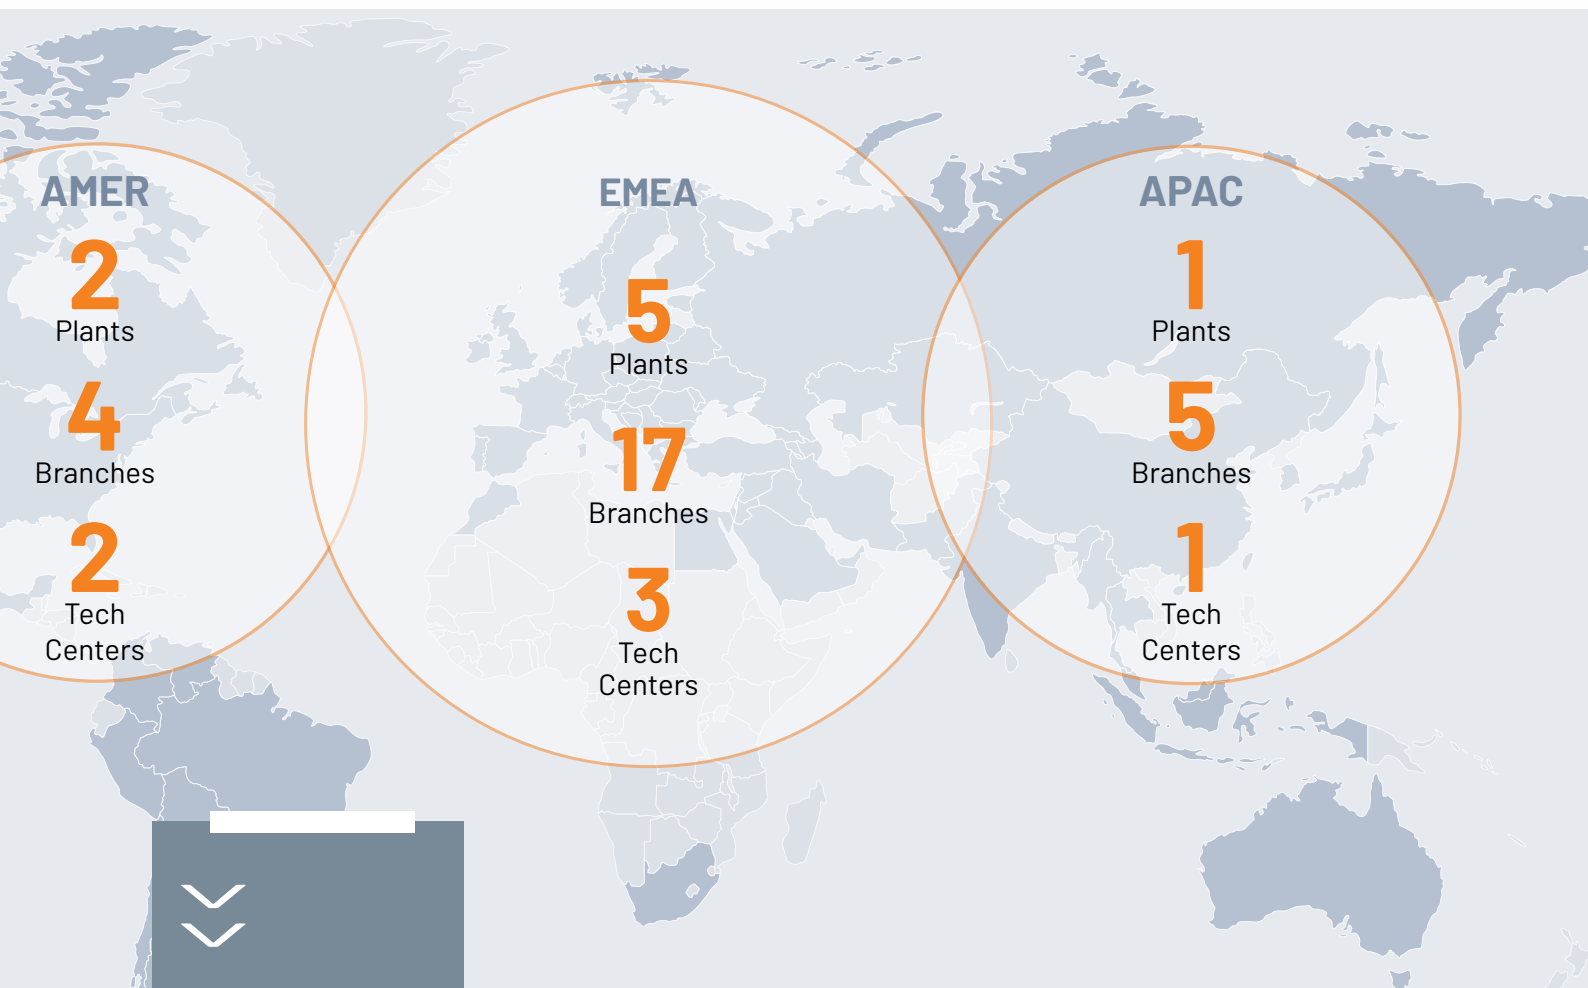 AMER
2
Plants
4
Branches
2
Tech
Centers
EMEA
5
Plants
17
Branches
3
Tech
Centers
APAC
1
Plants
5
Branches
1
Tech
Centers